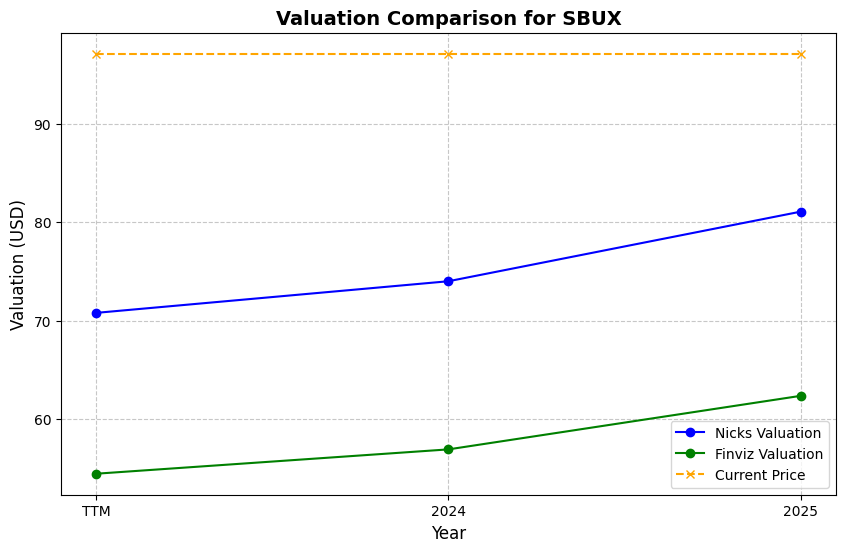 Valuation Comparison for SBUX
Valuation (USD)
90
80
70
60
TTM
2024
2025
Year
Nicks Valuation
Finviz Valuation
Current Price